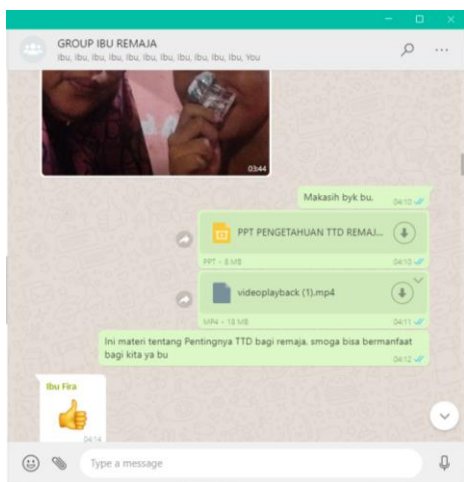 GROUP IBU REMAJA
Ibu, Ibu, Ibu, Ibu, Ibu, Ibu, Ibu, Ibu, Ibu, Ibu, Ibu, You
03:44
Makasih byk bu.
04:10
PPT PENGETAHUAN TTD REMAJ...
PPT • 8 MB
04:10
videoplayback (1).mp4
MP4 • 18 MB
04:11
Ini materi tentang Pentingnya TTD bagi remaja. smoga bisa bermanfaat
bagi kita ya bu
04:12
Ibu Fira
04:14
Type a message